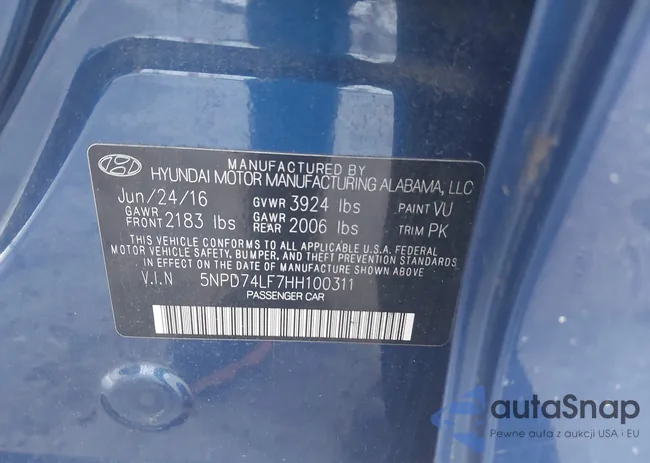 MANUFACTURED BY
HYUNDAI MOTOR MANUFACTURING ALABAMA, LLC
Jun/24/16 GVWR 3924 lbs PAINT VU
GAWR FRONT 2183 lbs GAWR REAR 2006 lbs TRIM PK
THIS VEHICLE CONFORMS TO ALL APPLICABLE U.S.A. FEDERAL
MOTOR VEHICLE SAFETY, BUMPER, AND THEFT PREVENTION STANDARDS
IN EFFECT ON THE DATE OF MANUFACTURE SHOWN ABOVE
V.I.N 5NPD74LF7HH100311
PASSENGER CAR
autaSnap
Pewne auta z aukcji USA i EU